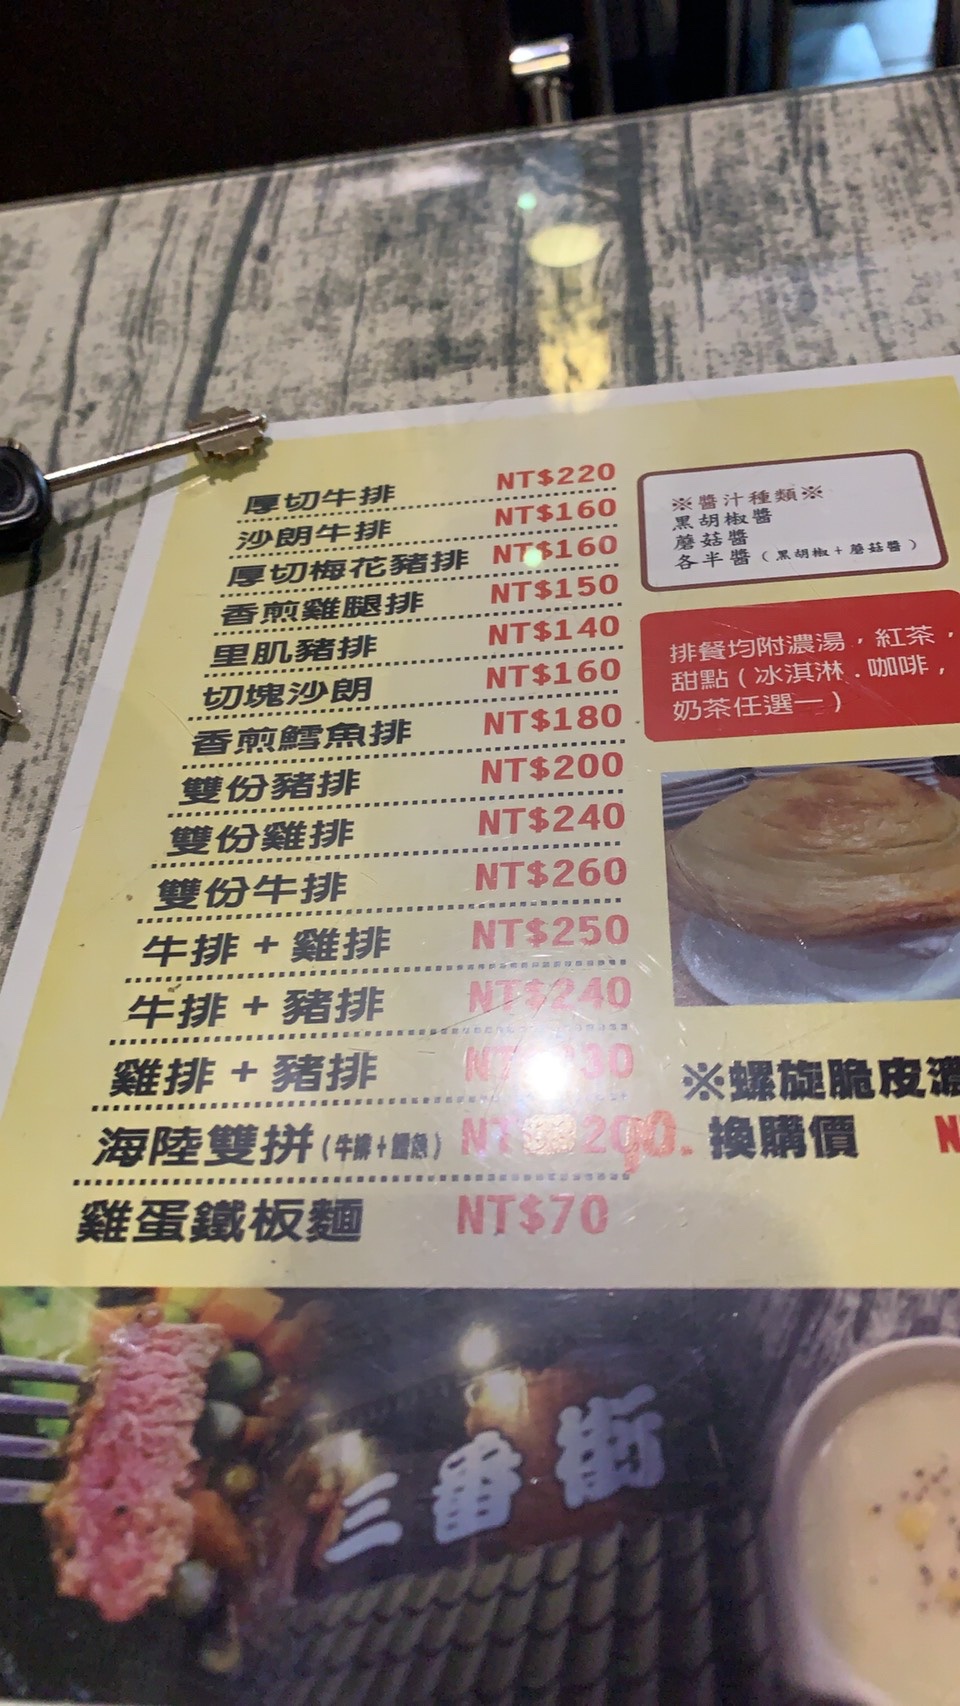 厚切牛排 NT$220
沙朗牛排 NT$160
厚切梅花豬排 NT$160
香煎雞腿排 NT$150
里肌豬排 NT$140
切塊沙朗 NT$160
香煎鱈魚排 NT$180
雙份豬排 NT$200
雙份雞排 NT$240
雙份牛排 NT$260
牛排+雞排 NT$250
牛排+豬排 NT$240
雞排+豬排
海陸雙拼(牛排+鱈魚)
雞蛋鐵板麵 NT$70
※醬汁種類※
黑胡椒醬
蘑菇醬
各半醬(黑胡椒+蘑菇醬)
排餐均附濃湯,紅茶,
甜點(冰淇淋.咖啡,
奶茶任選一)
※螺旋脆皮濃
換購價
三番街